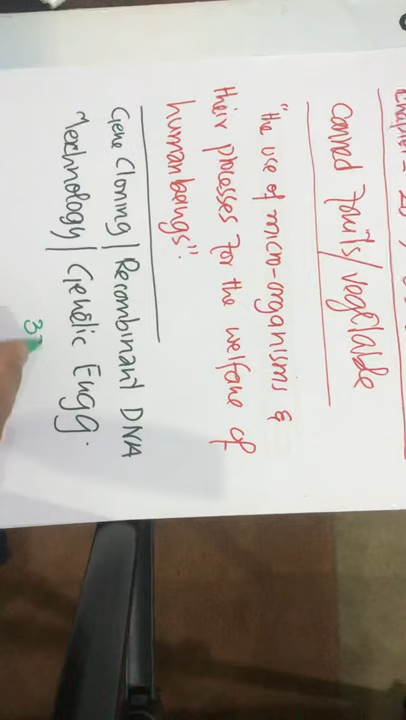 Canned Fruits/vegetable
"the use of micro-organisms &
their processes for the welfare of
human beings".
Gene Cloning| Recombinant DNA
Technology| Genetic Engg.